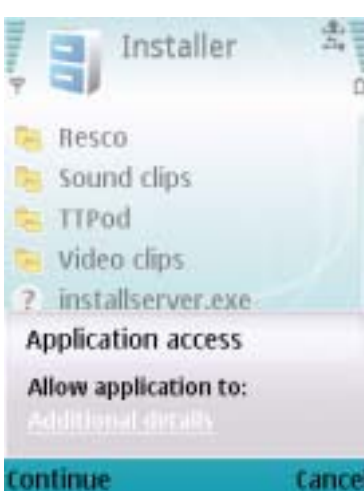 Installer
Resco
Sound clips
TTPod
Video clips
? installserver.exe
Application access
Allow application to:
Additional details
Continue Cance